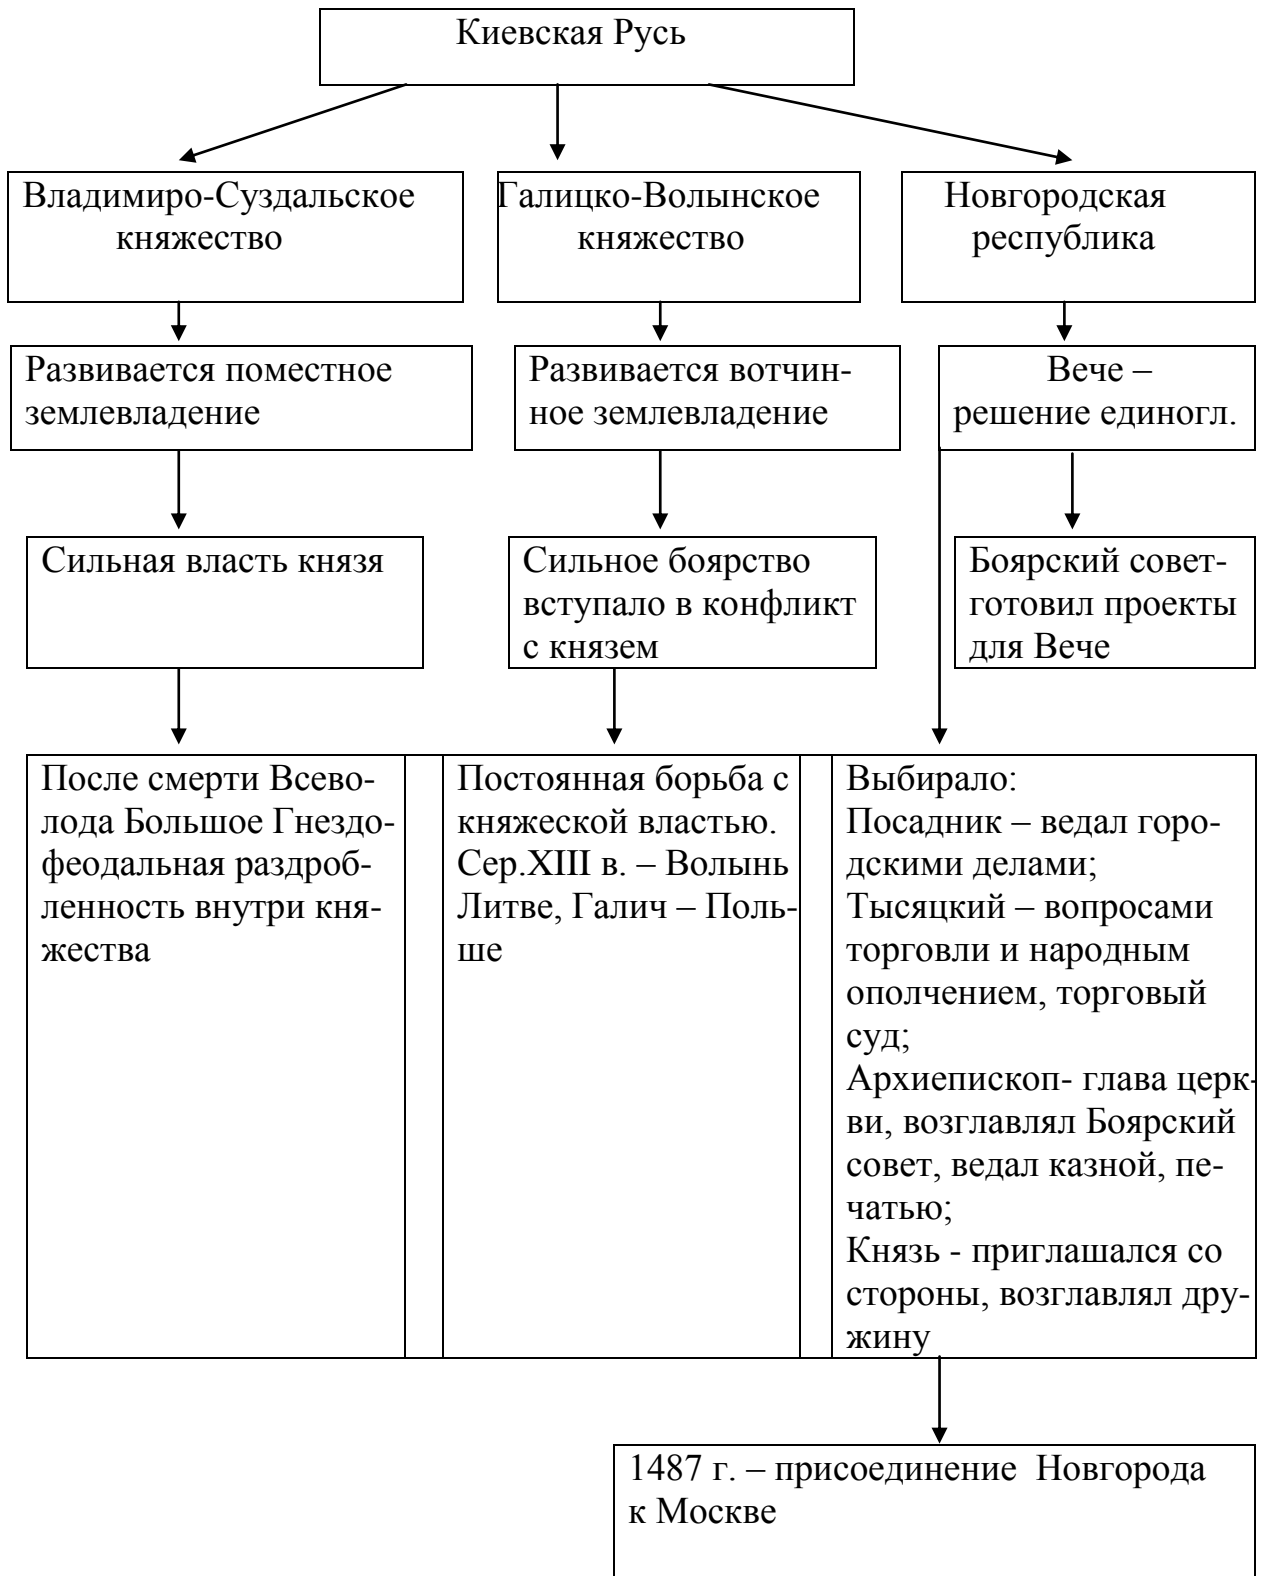 Киевская Русь
Владимиро-Суздальское
княжество
Галицко-Волынское
княжество
Новгородская
республика
Развивается поместное
землевладение
Развивается вотчин-
ное землевладение
Вече –
решение единогл.
Сильная власть князя
Сильное боярство
вступало в конфликт
с князем
Боярский совет-
готовил проекты
для Вече
После смерти Всево-
лода Большое Гнездо-
феодальная раздроб-
ленность внутри кня-
жества
Постоянная борьба с
княжеской властью.
Сер.XIII в. – Волынь
Литве, Галич – Поль-
ше
Выбирало:
Посадник – ведал горо-
дскими делами;
Тысяцкий – вопросами
торговли и народным
ополчением, торговый
суд;
Архиепископ- глава церк-
ви, возглавлял Боярский
совет, ведал казной, пе-
чатью;
Князь - приглашался со
стороны, возглавлял дру-
жину
1487 г. – присоединение Новгорода
к Москве